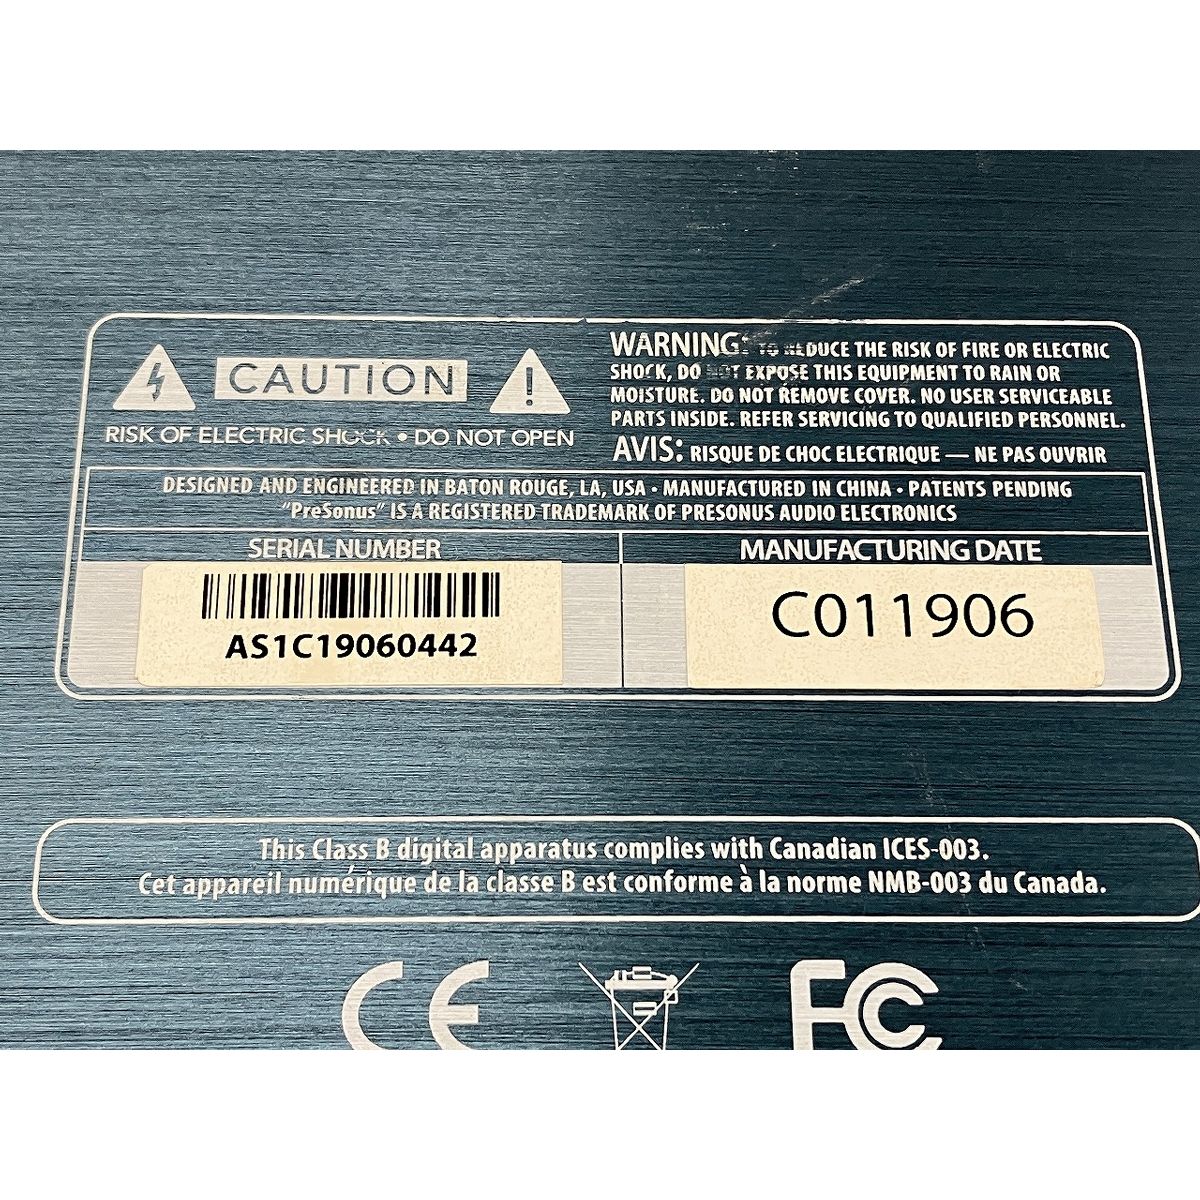 CAUTION
RISK OF ELECTRIC SHOCK • DO NOT OPEN
WARNING: TO REDUCE THE RISK OF FIRE OR ELECTRIC
SHOCK, DO NOT EXPOSE THIS EQUIPMENT TO RAIN OR
MOISTURE. DO NOT REMOVE COVER. NO USER SERVICEABLE
PARTS INSIDE. REFER SERVICING TO QUALIFIED PERSONNEL.
AVIS: RISQUE DE CHOC ELECTRIQUE — NE PAS OUVRIR
DESIGNED AND ENGINEERED IN BATON ROUGE, LA, USA · MANUFACTURED IN CHINA · PATENTS PENDING
"PreSonus" IS A REGISTERED TRADEMARK OF PRESONUS AUDIO ELECTRONICS
SERIAL NUMBER
AS1C19060442
MANUFACTURING DATE
C011906
This Class B digital apparatus complies with Canadian ICES-003.
Cet appareil numérique de la classe B est conforme à la norme NMB-003 du Canada.
CE
FC